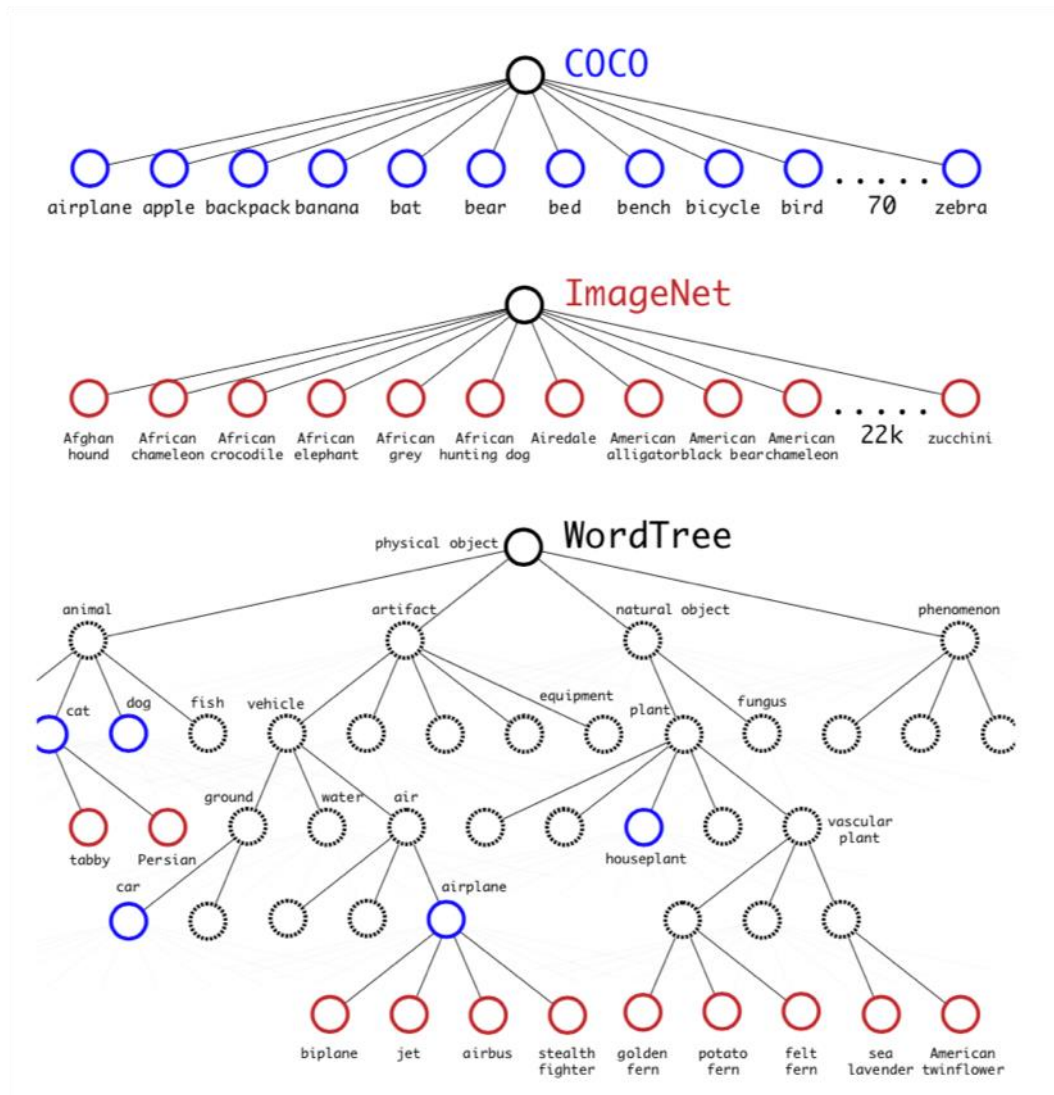 COCO
airplane apple backpack banana bat bear bed bench bicycle bird ..... 70 zebra
ImageNet
Afghan hound
African chameleon
African crocodile
African elephant
African grey
African hunting dog
Airedale
American alligator
American black bear
American chameleon
..... 22k
zucchini
WordTree
physical object
animal artifact natural object phenomenon
cat dog fish vehicle equipment plant fungus
ground water air
vascular plant
tabby Persian houseplant
car airplane
biplane jet airbus
stealth fighter
golden fern
potato fern
felt fern
sea lavender
American twinflower